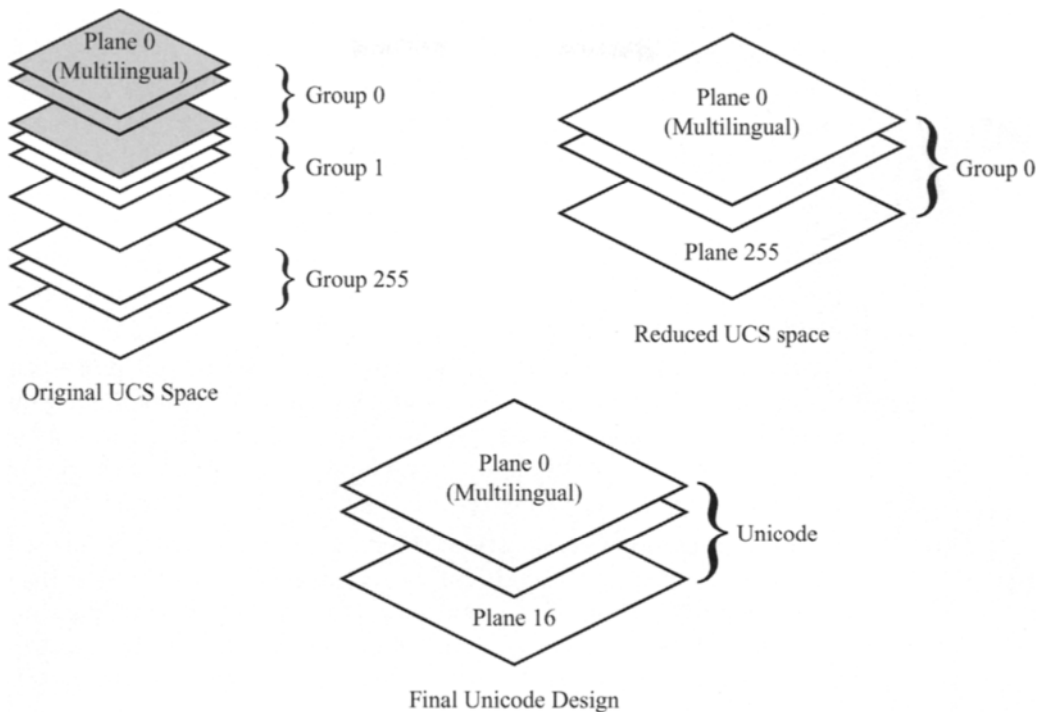 Plane 0
(Multilingual)
Group 0
Group 1
Group 255
Original UCS Space
Plane 0
(Multilingual)
Group 0
Plane 255
Reduced UCS space
Plane 0
(Multilingual)
Unicode
Plane 16
Final Unicode Design